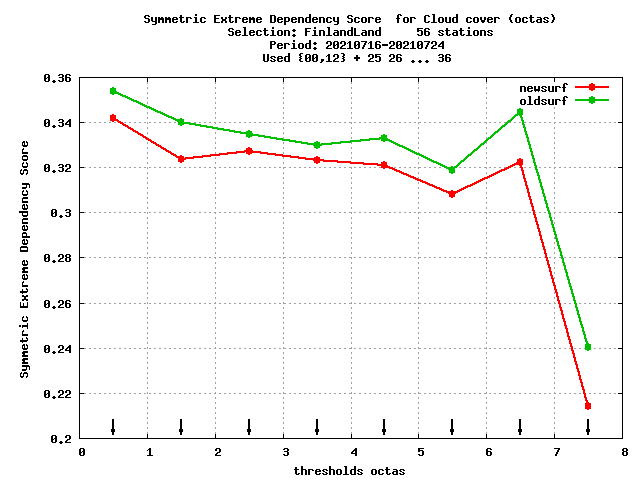 Symmetric Extreme Dependency Score  for Cloud cover (octas)
Selection: FinlandLand     56 stations
Period: 20210716-20210724
Used {00,12} + 25 26 ... 36
newsurf
oldsurf
Symmetric Extreme Dependency Score
0.36
0.34
0.32
0.3
0.28
0.26
0.24
0.22
0.2
0 1 2 3 4 5 6 7 8
thresholds octas